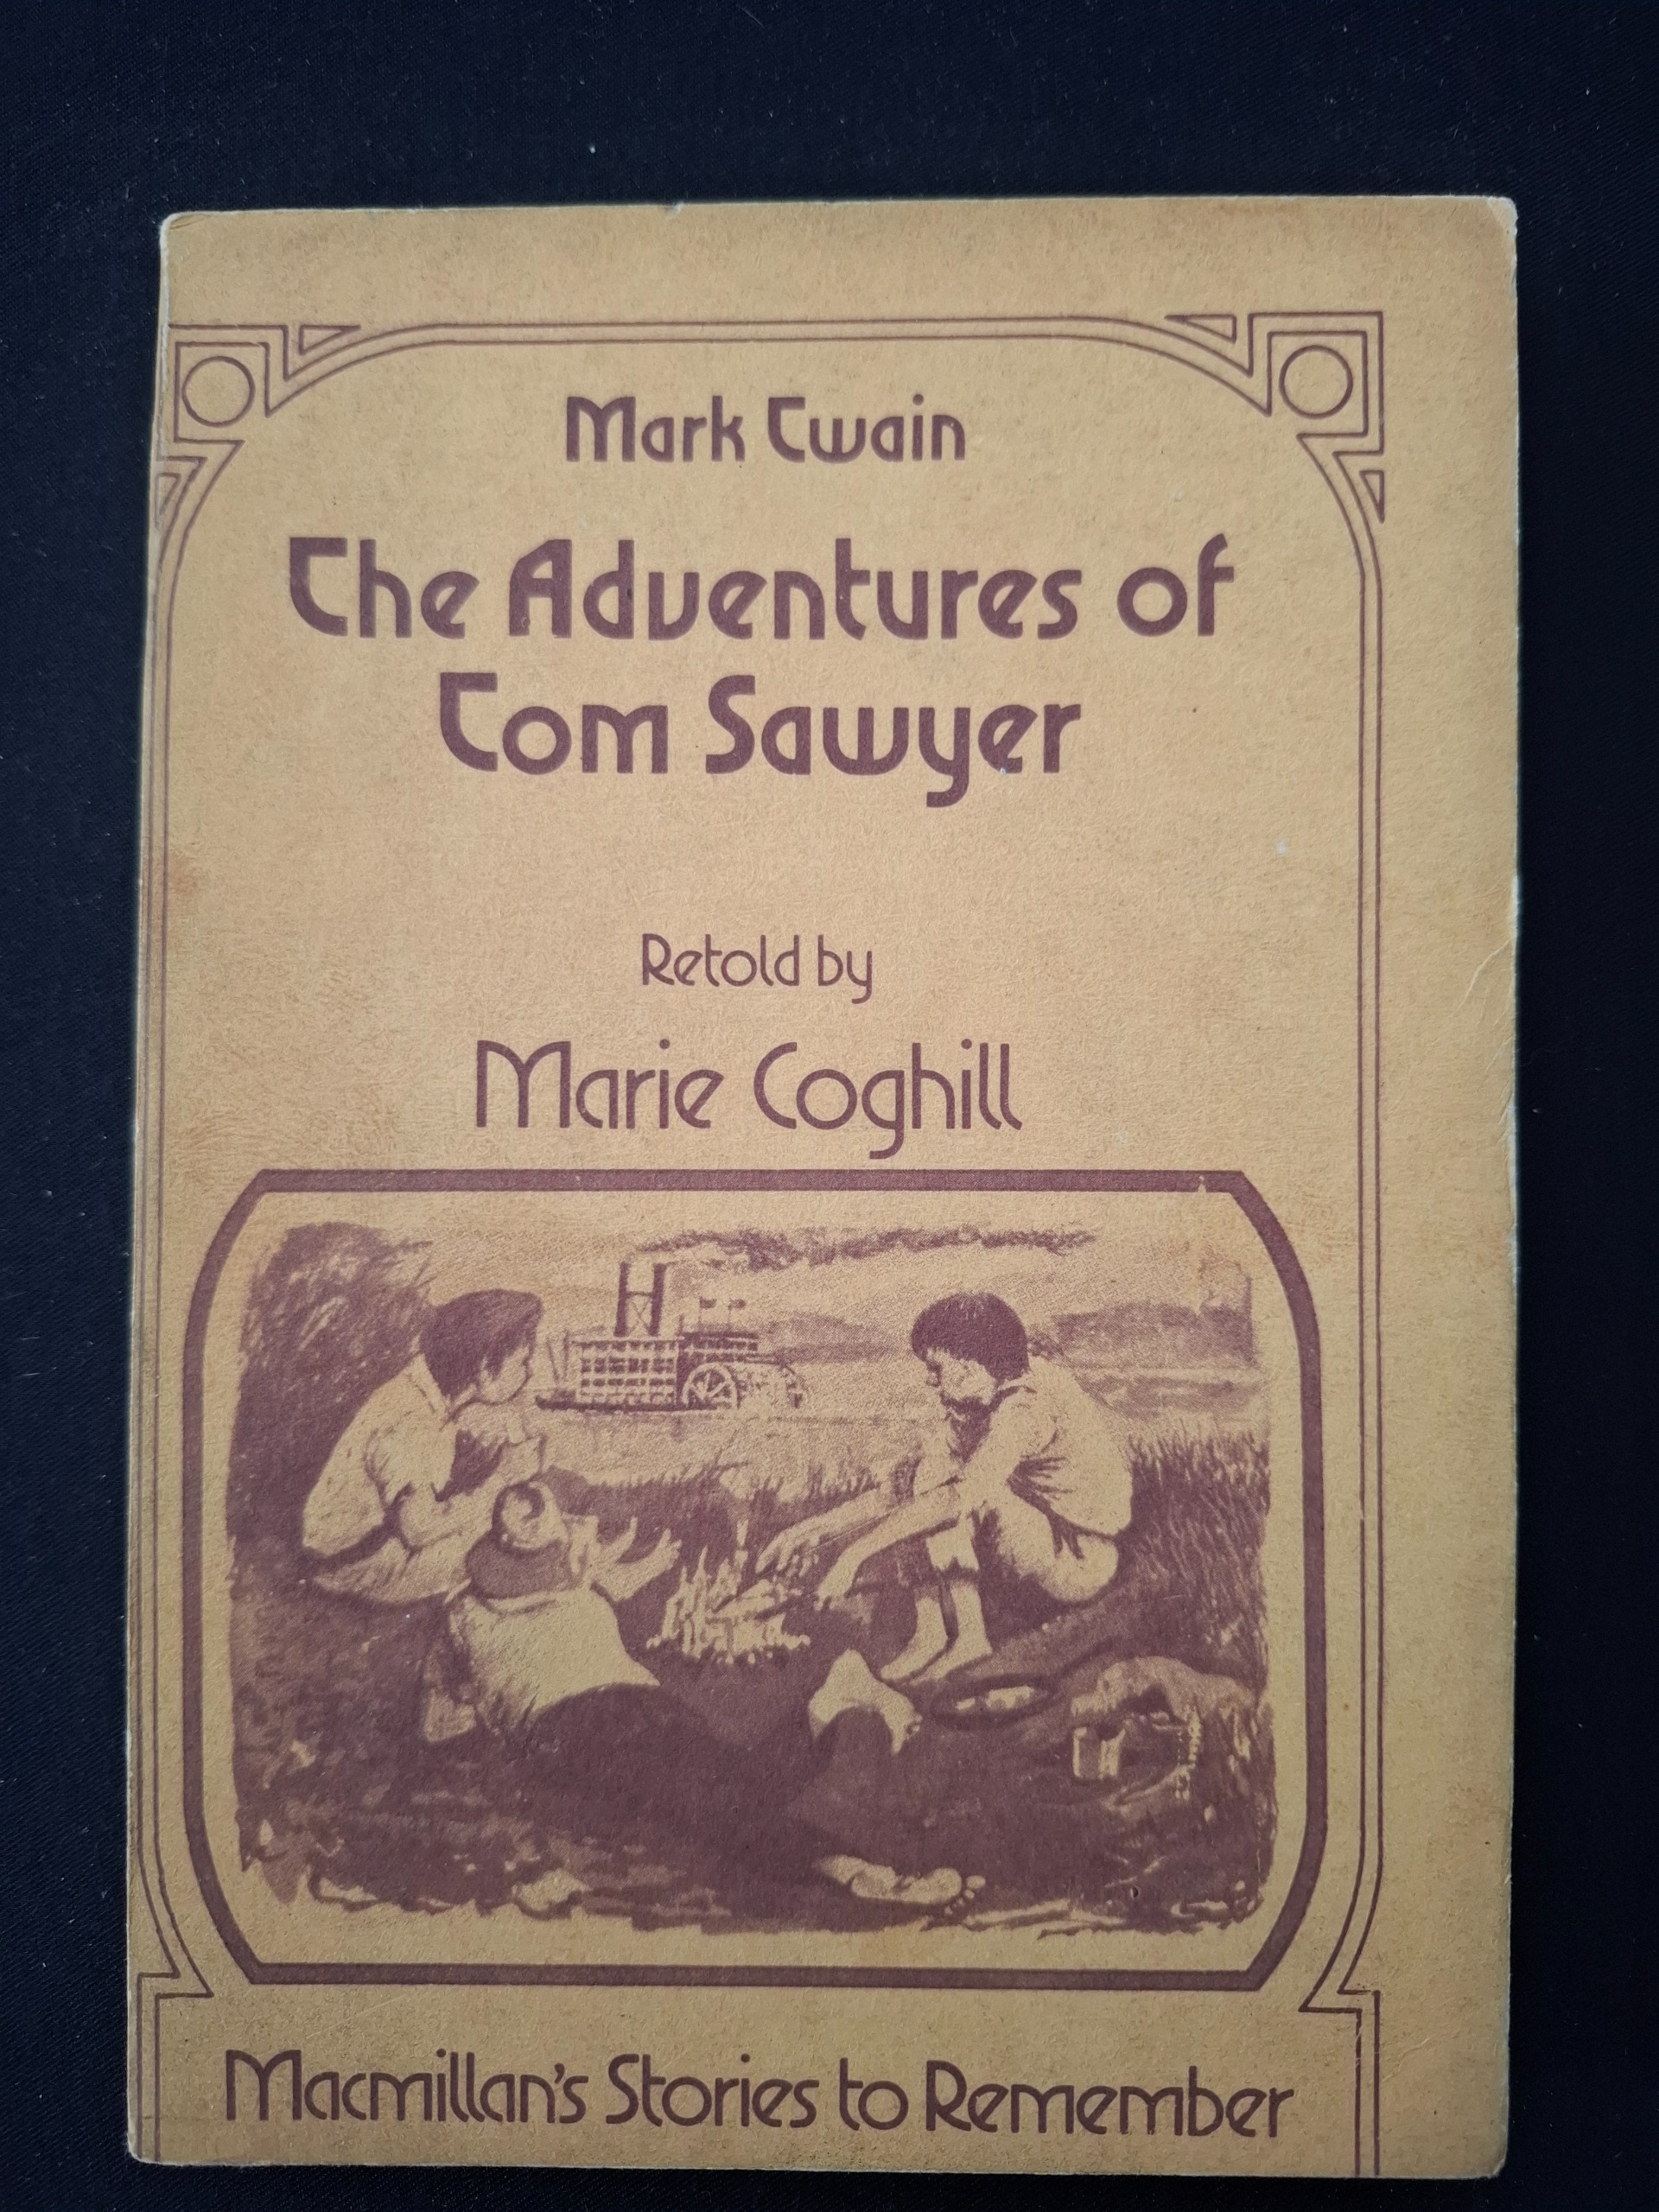 Mark Twain
The Adventures of
Tom Sawyer
Retold by
Marie Coghill
Macmillan's Stories to Remember